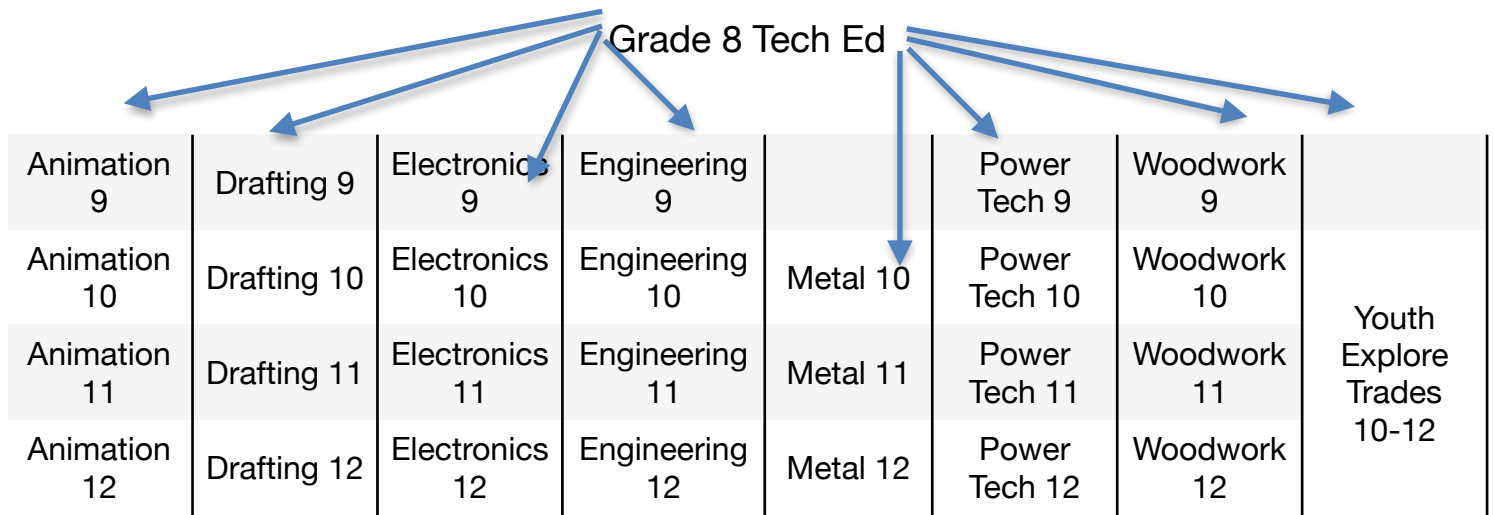 Grade 8 Tech Ed
Animation
9
Drafting 9
Electronics
9
Engineering
9
Power
Tech 9
Woodwork
9
Animation
10
Drafting 10
Electronics
10
Engineering
10
Metal 10
Power
Tech 10
Woodwork
10
Youth
Explore
Trades
10-12
Animation
11
Drafting 11
Electronics
11
Engineering
11
Metal 11
Power
Tech 11
Woodwork
11
Animation
12
Drafting 12
Electronics
12
Engineering
12
Metal 12
Power
Tech 12
Woodwork
12